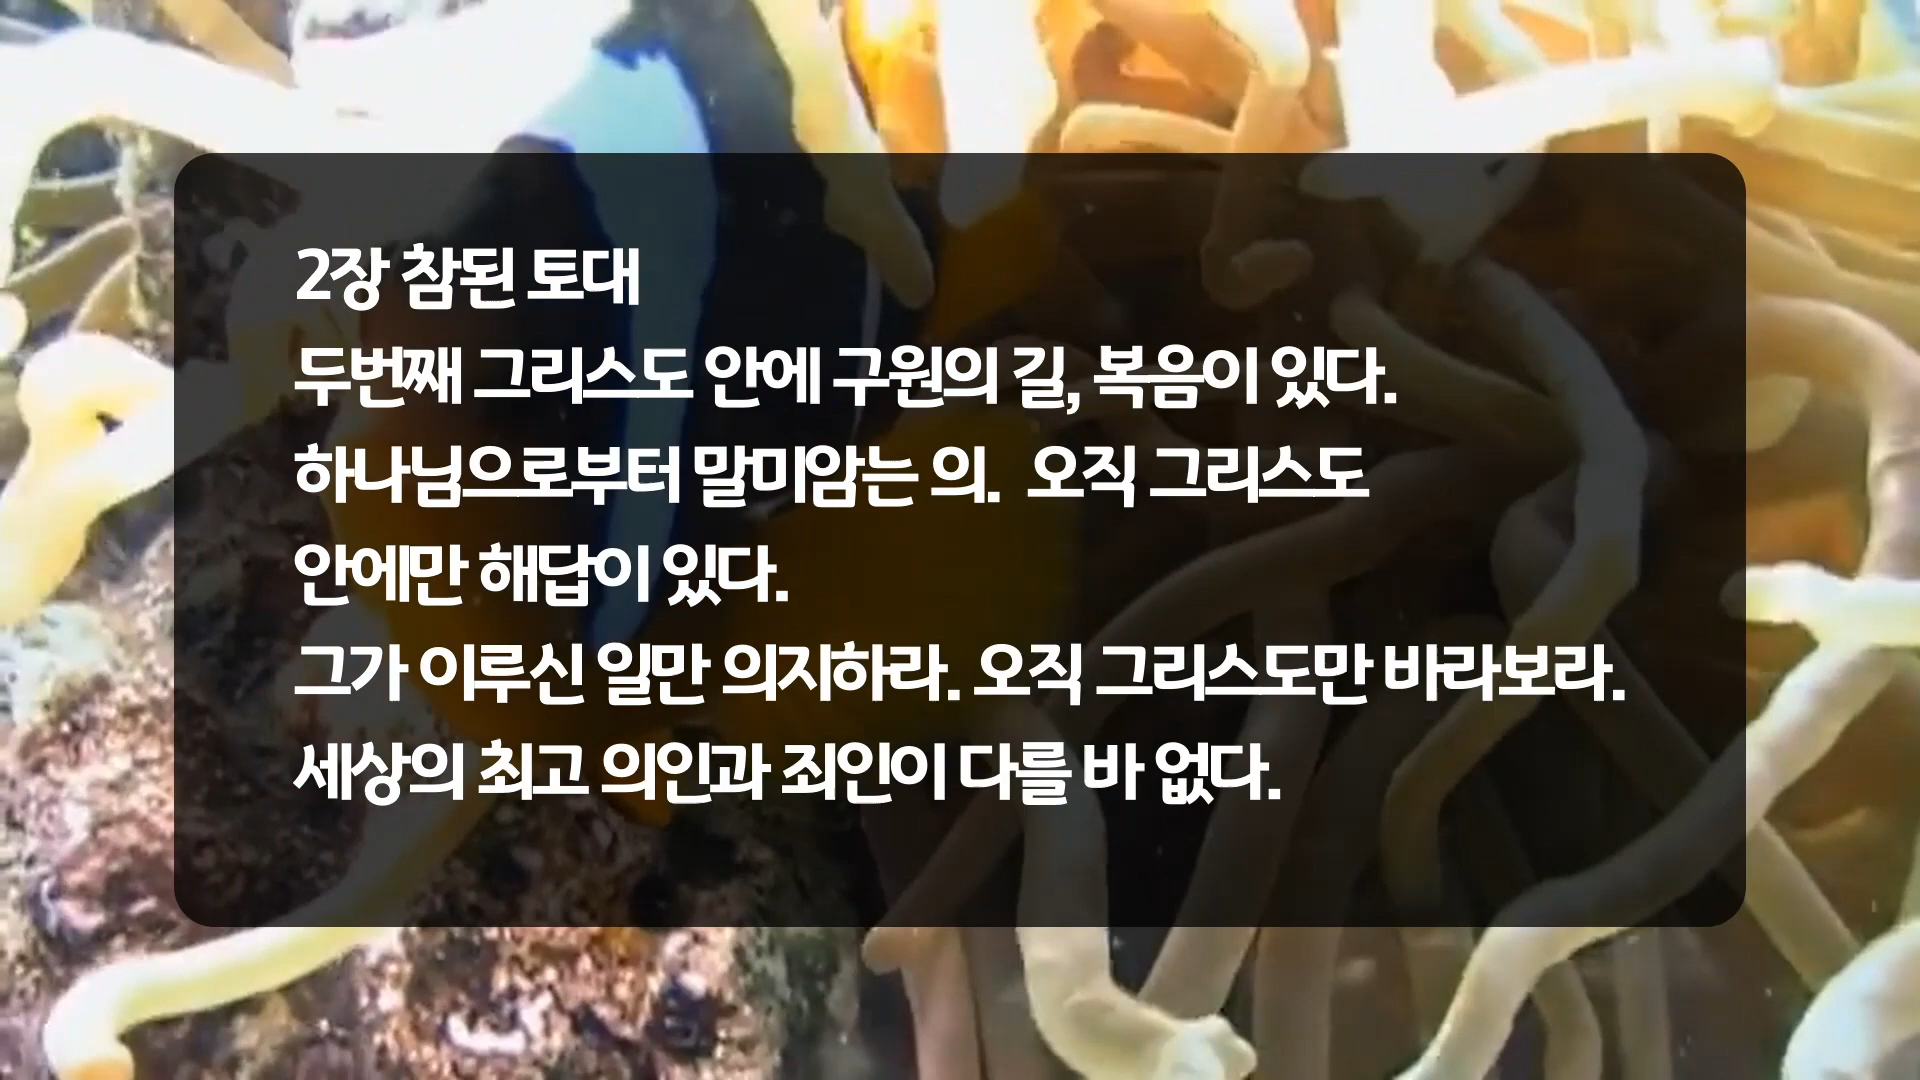 2장 참된 토대
두번째 그리스도 안에 구원의 길, 복음이 있다.
하나님으로부터 말미암는 의. 오직 그리스도
안에만 해답이 있다.
그가 이루신 일만 의지하라. 오직 그리스도만 바라보라.
세상의 최고 의인과 죄인이 다를 바 없다.